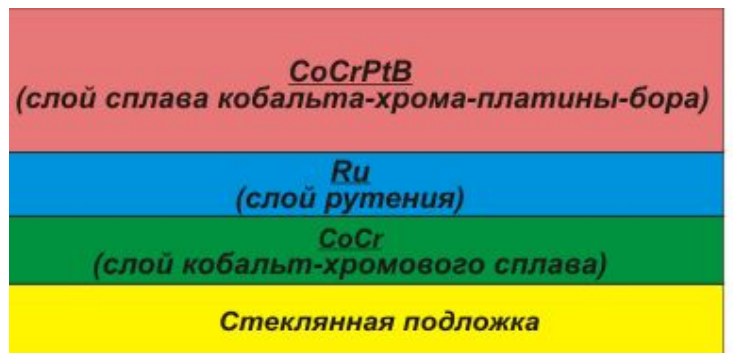 CoCrPtB
(слой сплава кобальта-хрома-платины-бора)
Ru
(слой рутения)
CoCr
(слой кобальт-хромового сплава)
Стеклянная подложка